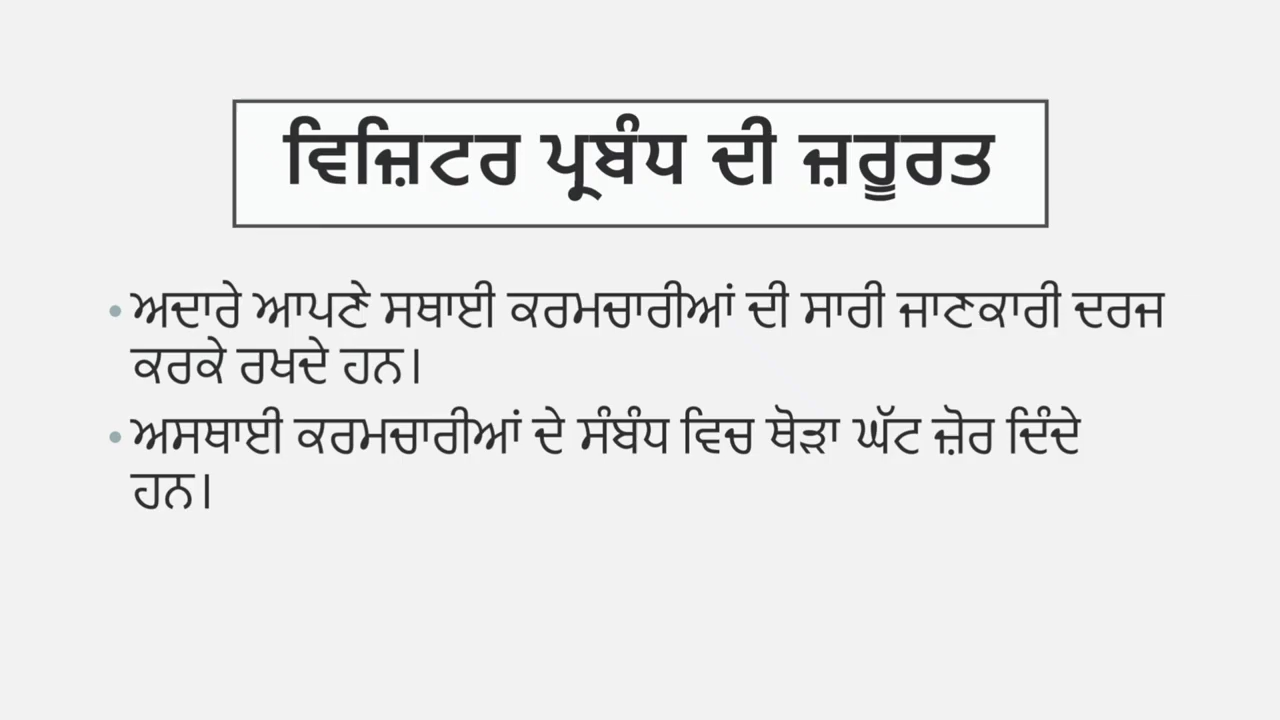 ਵਿਜ਼ਿਟਰ ਪ੍ਰਬੰਧ ਦੀ ਜ਼ਰੂਰਤ
• ਅਦਾਰੇ ਆਪਣੇ ਸਥਾਈ ਕਰਮਚਾਰੀਆਂ ਦੀ ਸਾਰੀ ਜਾਣਕਾਰੀ ਦਰਜ
ਕਰਕੇ ਰਖਦੇ ਹਨ।
• ਅਸਥਾਈ ਕਰਮਚਾਰੀਆਂ ਦੇ ਸੰਬੰਧ ਵਿਚ ਥੋੜਾ ਘੱਟ ਜ਼ੋਰ ਦਿੰਦੇ
ਹਨ।